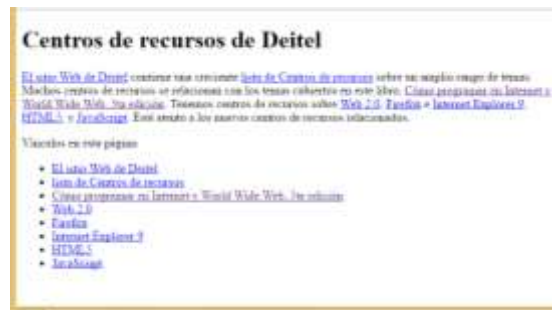 Centros de recursos de Deitel
El sitio Web de Deitel contiene una creciente lista de Centros de recursos sobre un amplio rango de temas.
Muchos centros de recursos se relacionan con los temas cubiertos en este libro, Cómo programar en Internet y
World Wide Web, 5ta edición. Tenemos centros de recursos sobre Web 2.0, Firefox e Internet Explorer 9,
HTML5, y JavaScript. Esté atento a los nuevos centros de recursos relacionados.
Vínculos en esta página:
El sitio Web de Deitel
lista de Centros de recursos
Cómo programar en Internet y World Wide Web, 5ta edición
Web 2.0
Firefox
Internet Explorer 9
HTML5
JavaScript